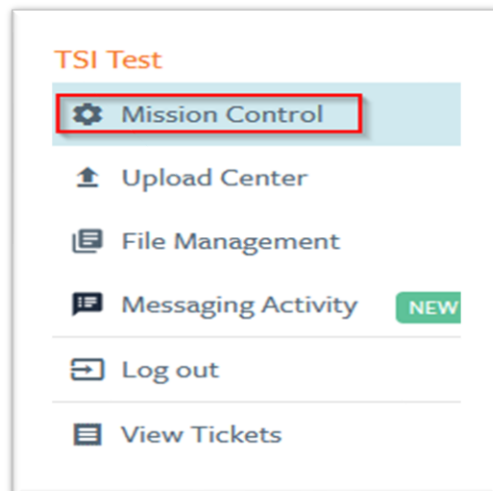 TSI Test
Mission Control
Upload Center
File Management
Messaging Activity NEW
Log out
View Tickets